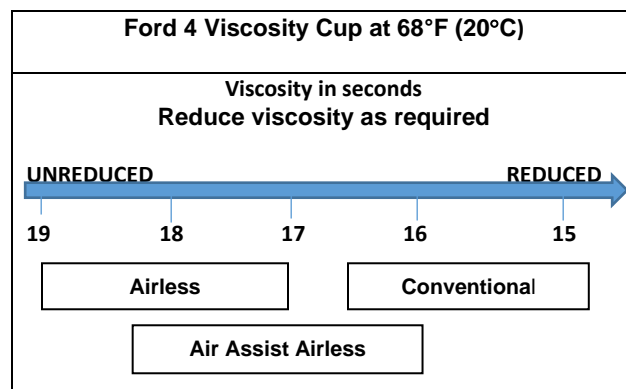 Ford 4 Viscosity Cup at 68°F (20°C)
Viscosity in seconds
Reduce viscosity as required
UNREDUCED REDUCED
19 18 17 16 15
Airless Conventional
Air Assist Airless